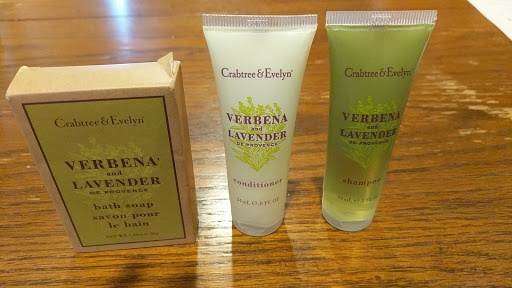 Crabtree & Evelyn®
VERBENA
and
LAVENDER
DE PROVENCE
bath soap
savon pour
le bain
Crabtree & Evelyn®
VERBENA
and
LAVENDER
DE PROVENCE
conditioner
Crabtree & Evelyn®
VERBENA
and
LAVENDER
DE PROVENCE
shampoo